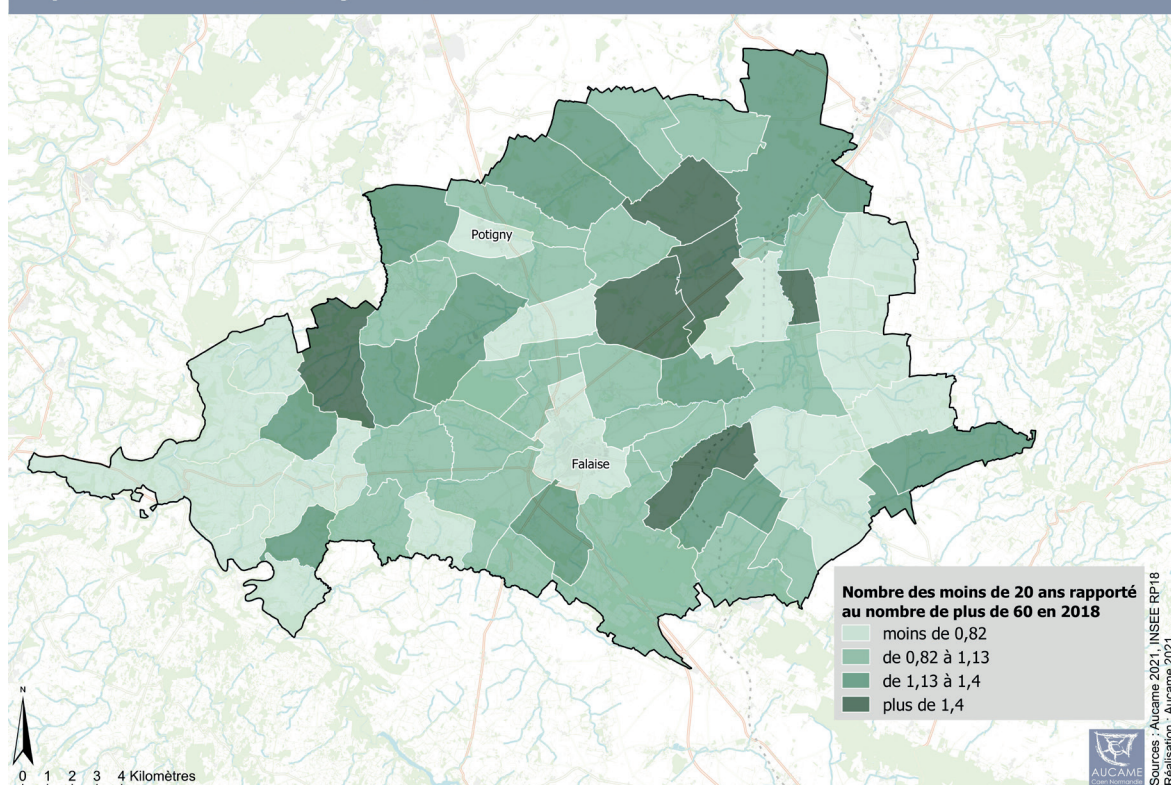 Potigny
Falaise
Nombre des moins de 20 ans rapporté
au nombre de plus de 60 en 2018
moins de 0,82
de 0,82 à 1,13
de 1,13 à 1,4
plus de 1,4
N
0 1 2 3 4 Kilomètres
AUCAME
Caen Normandie
Sources : Aucame 2021, INSEE RP18
Réalisation : Aucame 2021